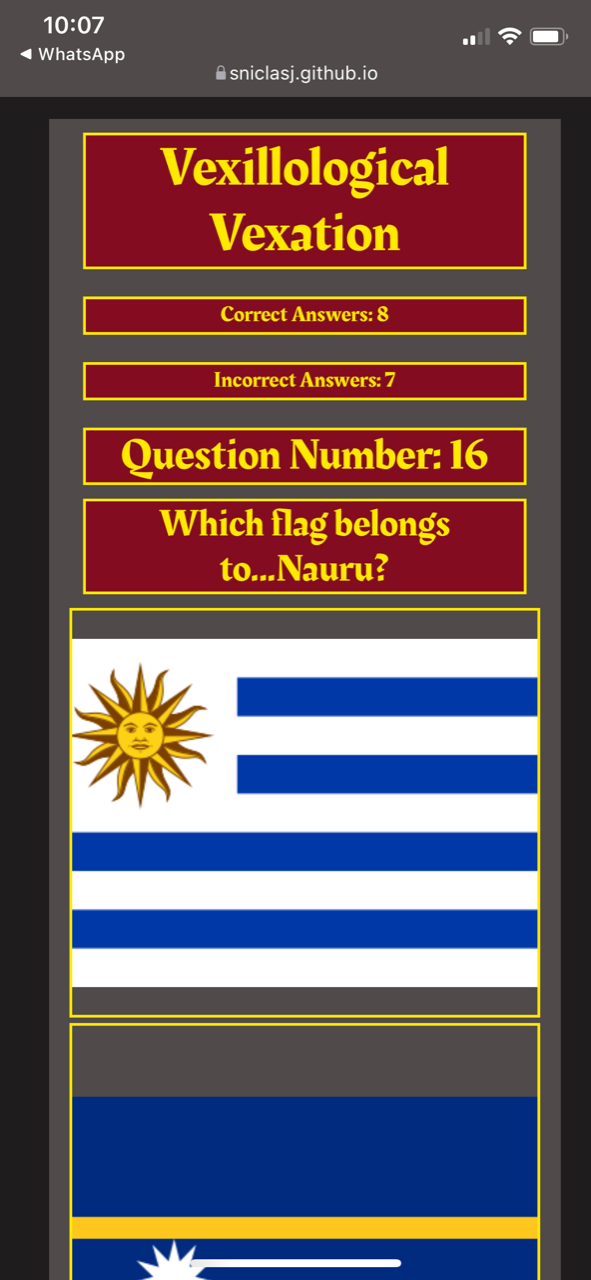 10:07
◀ WhatsApp
sniclasj.github.io
Vexillological
Vexation
Correct Answers: 8
Incorrect Answers: 7
Question Number: 16
Which flag belongs
to...Nauru?